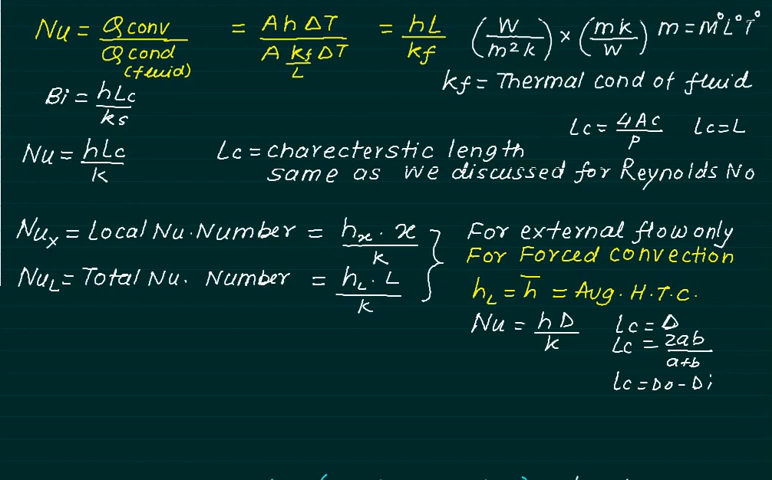 Nu = Q conv / Q cond (fluid) = A h ΔT / A kf/L ΔT = hL / kf (W / m²k) × (mk / W) m = M⁰L⁰T⁰
kf = Thermal cond of fluid
Bi = hLc / ks
Lc = 4Ac / P Lc = L
Nu = hLc / k Lc = charecterstic length
same as we discussed for Reynolds No
Nux = Local Nu. Number = hx · x / k For external flow only
For Forced convection
NuL = Total Nu. Number = hL · L / k
hL = h̅ = Avg. H.T.C.
Nu = hD / k Lc = D
Lc = 2ab / a+b
Lc = Do - Di